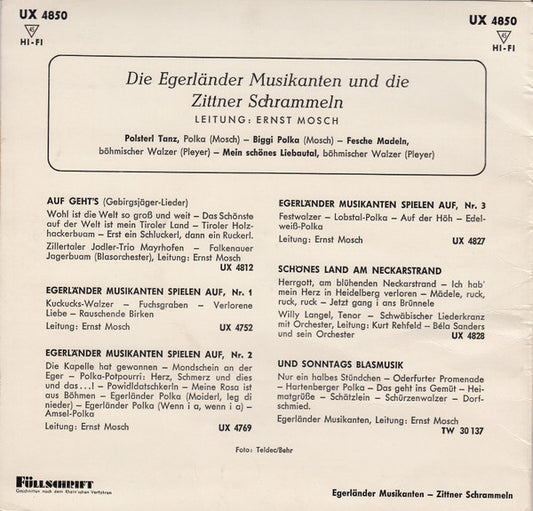 UX 4850
45
HI-FI
UX 4850
45
HI-FI
Die Egerländer Musikanten und die
Zittner Schrammeln
LEITUNG: ERNST MOSCH
Polsterl Tanz, Polka (Mosch) – Biggi Polka (Mosch) – Fesche Madeln,
böhmischer Walzer (Pleyer) – Mein schönes Liebautal, böhmischer Walzer (Pleyer)
AUF GEHT'S (Gebirgsjäger-Lieder)
Wohl ist die Welt so groß und weit – Das Schönste
auf der Welt ist mein Tiroler Land – Tiroler Holz-
hackerbuam – Erst ein Schluckerl, dann ein Ruckerl.
Zillertaler Jodler-Trio Mayrhofen – Falkenauer
Jagerbuam (Blasorchester), Leitung: Ernst Mosch
UX 4812
EGERLÄNDER MUSIKANTEN SPIELEN AUF, Nr. 1
Kuckucks-Walzer – Fuchsgraben – Verlorene
Liebe – Rauschende Birken
Leitung: Ernst Mosch UX 4752
EGERLÄNDER MUSIKANTEN SPIELEN AUF, Nr. 2
Die Kapelle hat gewonnen – Mondschein an der
Eger – Polka-Potpourri: Herz, Schmerz und dies
und das...! – Powidldatschkerln – Meine Rosa ist
aus Böhmen – Egerländer Polka (Moiderl, leg di
nieder) – Egerländer Polka (Wenn i a, wenn i a) –
Amsel-Polka
Leitung: Ernst Mosch UX 4769
EGERLÄNDER MUSIKANTEN SPIELEN AUF, Nr. 3
Festwalzer – Lobstal-Polka – Auf der Höh – Edel-
weiß-Polka
Leitung: Ernst Mosch UX 4827
SCHÖNES LAND AM NECKARSTRAND
Herrgott, am blühenden Neckarstrand – Ich hab'
mein Herz in Heidelberg verloren – Mädele, ruck,
ruck, ruck – Jetzt gang i ans Brünnele
Willy Langel, Tenor – Schwäbischer Liederkranz
mit Orchester, Leitung: Kurt Rehfeld – Béla Sanders
und sein Orchester UX 4828
UND SONNTAGS BLASMUSIK
Nur ein halbes Stündchen – Oderfurter Promenade
– Hartenberger Polka – Das geht ins Gemüt – Hei-
matgrüße – Schätzlein – Schürzenwalzer – Dorf-
schmied.
Egerländer Musikanten, Leitung: Ernst Mosch
TW 30 137
Foto: Teldec/Behr
FÜLLSCHRIFT
Geschnitten nach dem Rhein'schen Verfahren
Egerländer Musikanten – Zittner Schrammeln